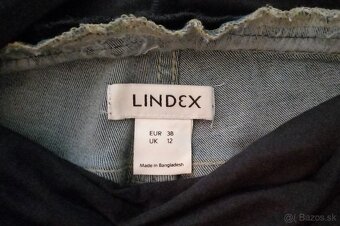 LINDEX
EUR 38
UK 12
Made in Bangladesh
Bazos.sk